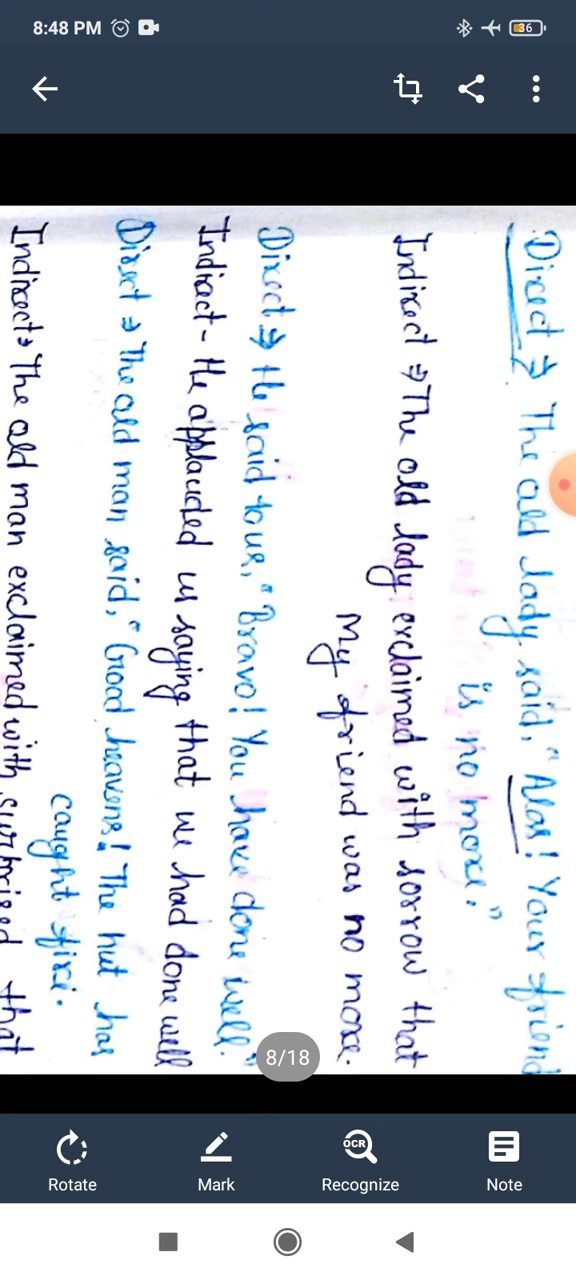 8:48 PM
36
Direct ⇒ The old lady said, "Alas! Your friend
is no more."
Indirect ⇒ The old lady exclaimed with sorrow that
My friend was no more.
Direct ⇒ He said to us, "Bravo! You have done well."
Indirect - He applauded us saying that we had done well
Direct ⇒ The old man said, "Good heavens! The hut has
caught fire.
Indirect ⇒ The old man exclaimed with surprised that
8/18
Rotate
Mark
OCR
Recognize
Note